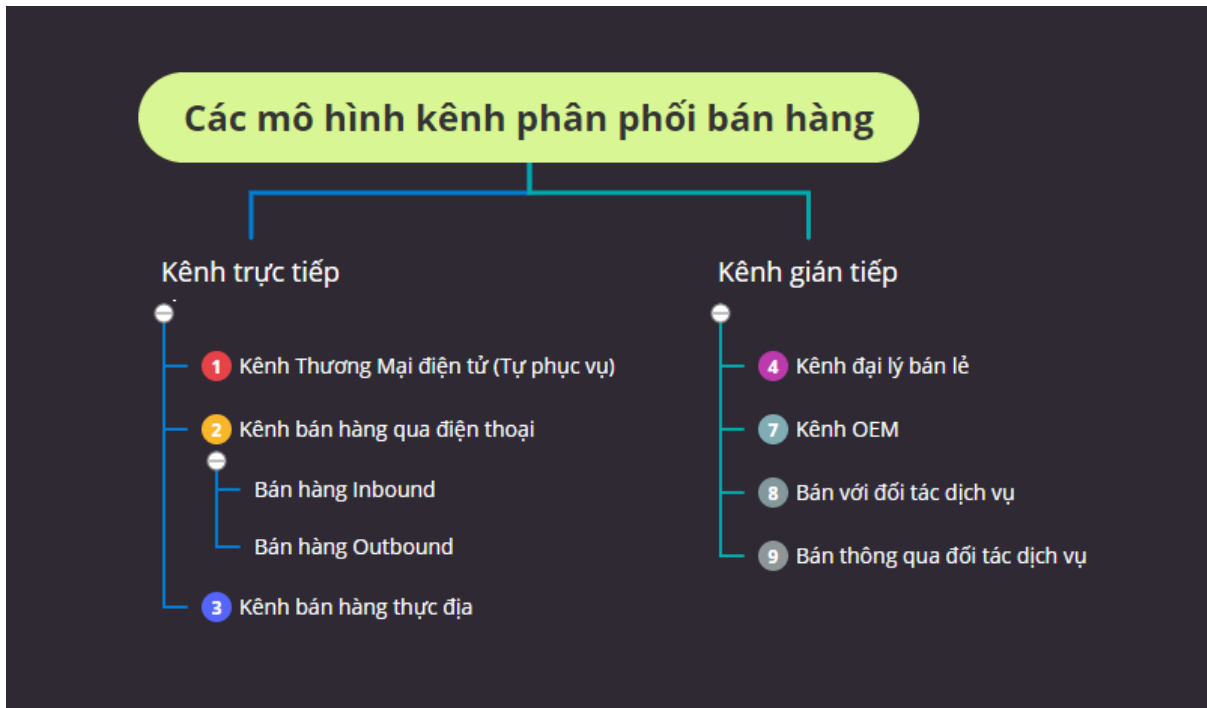 Các mô hình kênh phân phối bán hàng
Kênh trực tiếp
1 Kênh Thương Mại điện tử (Tự phục vụ)
2 Kênh bán hàng qua điện thoại
Bán hàng Inbound
Bán hàng Outbound
3 Kênh bán hàng thực địa
Kênh gián tiếp
4 Kênh đại lý bán lẻ
7 Kênh OEM
8 Bán với đối tác dịch vụ
9 Bán thông qua đối tác dịch vụ